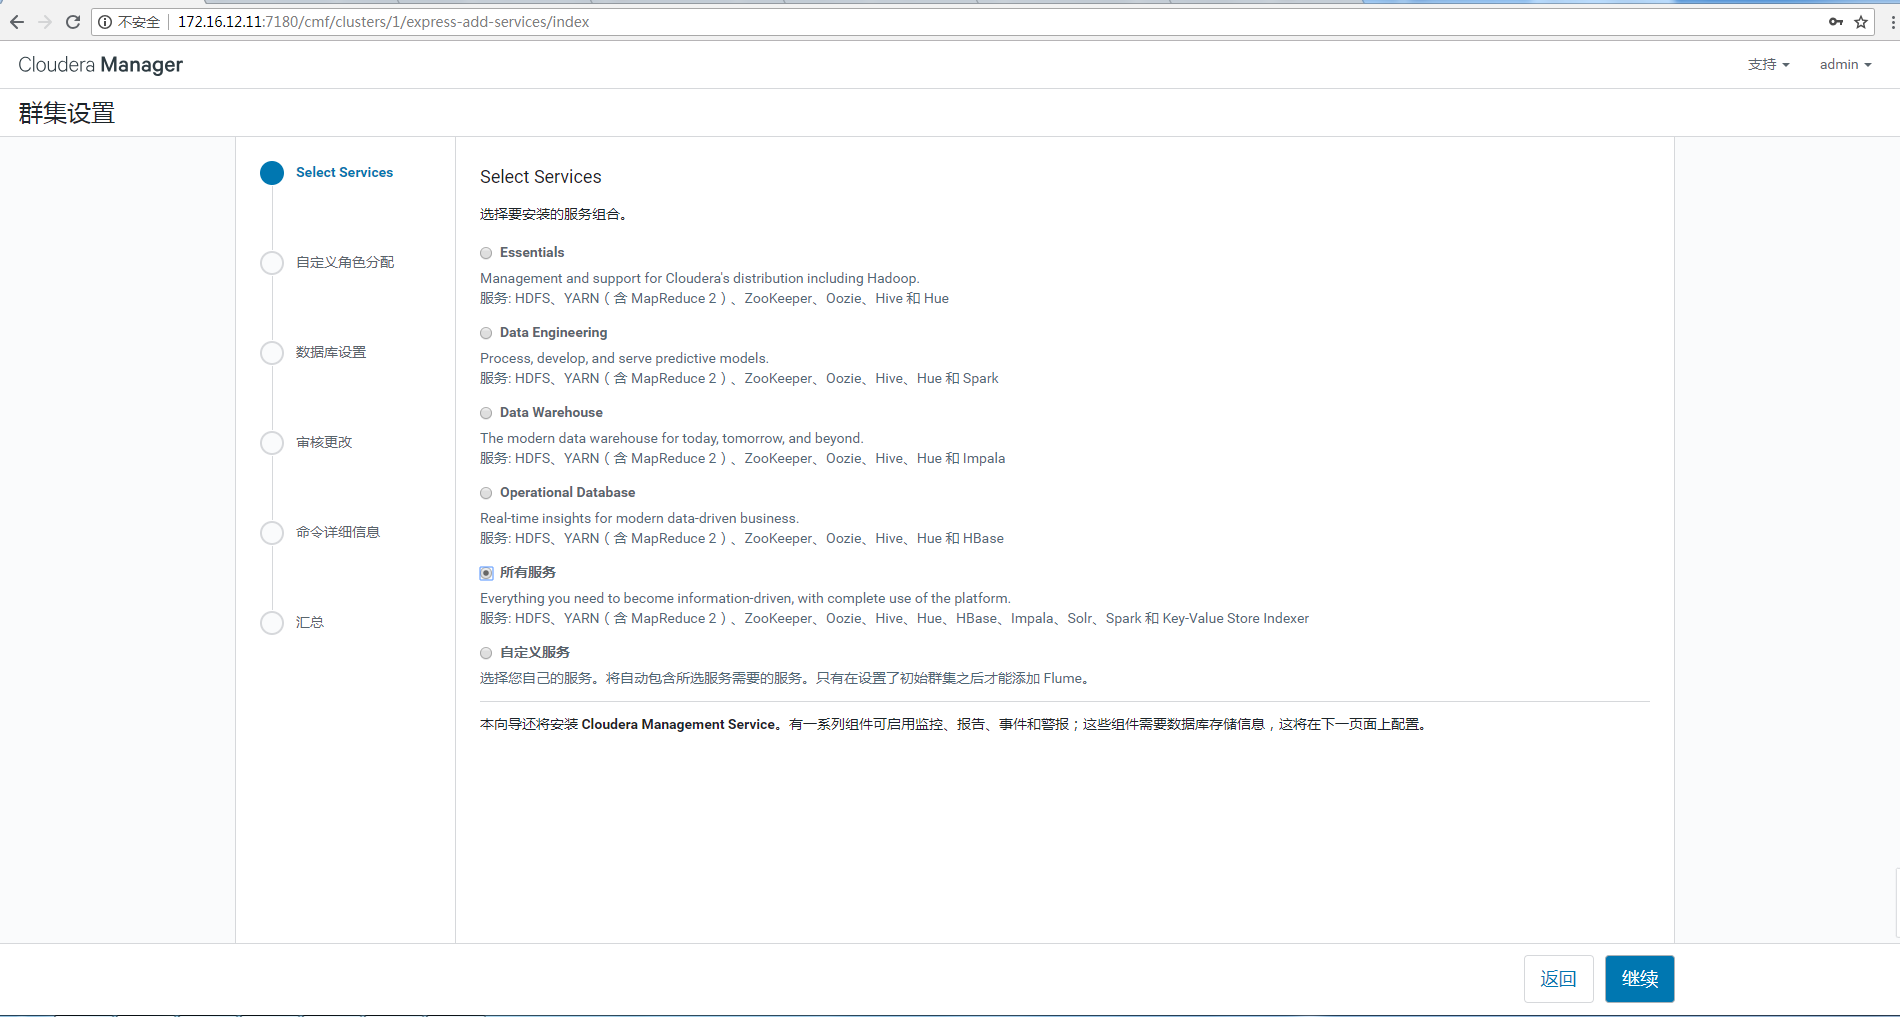 不安全 172.16.12.11:7180/cmf/clusters/1/express-add-services/index
Cloudera Manager 支持 admin
群集设置
Select Services
自定义角色分配
数据库设置
审核更改
命令详细信息
汇总
Select Services
选择要安装的服务组合。
Essentials
Management and support for Cloudera's distribution including Hadoop.
服务: HDFS、YARN（含 MapReduce 2）、ZooKeeper、Oozie、Hive 和 Hue
Data Engineering
Process, develop, and serve predictive models.
服务: HDFS、YARN（含 MapReduce 2）、ZooKeeper、Oozie、Hive、Hue 和 Spark
Data Warehouse
The modern data warehouse for today, tomorrow, and beyond.
服务: HDFS、YARN（含 MapReduce 2）、ZooKeeper、Oozie、Hive、Hue 和 Impala
Operational Database
Real-time insights for modern data-driven business.
服务: HDFS、YARN（含 MapReduce 2）、ZooKeeper、Oozie、Hive、Hue 和 HBase
所有服务
Everything you need to become information-driven, with complete use of the platform.
服务: HDFS、YARN（含 MapReduce 2）、ZooKeeper、Oozie、Hive、Hue、HBase、Impala、Solr、Spark 和 Key-Value Store Indexer
自定义服务
选择您自己的服务。将自动包含所选服务需要的服务。只有在设置了初始群集之后才能添加 Flume。
本向导还将安装 Cloudera Management Service。有一系列组件可启用监控、报告、事件和警报；这些组件需要数据库存储信息，这将在下一页面上配置。
返回 继续